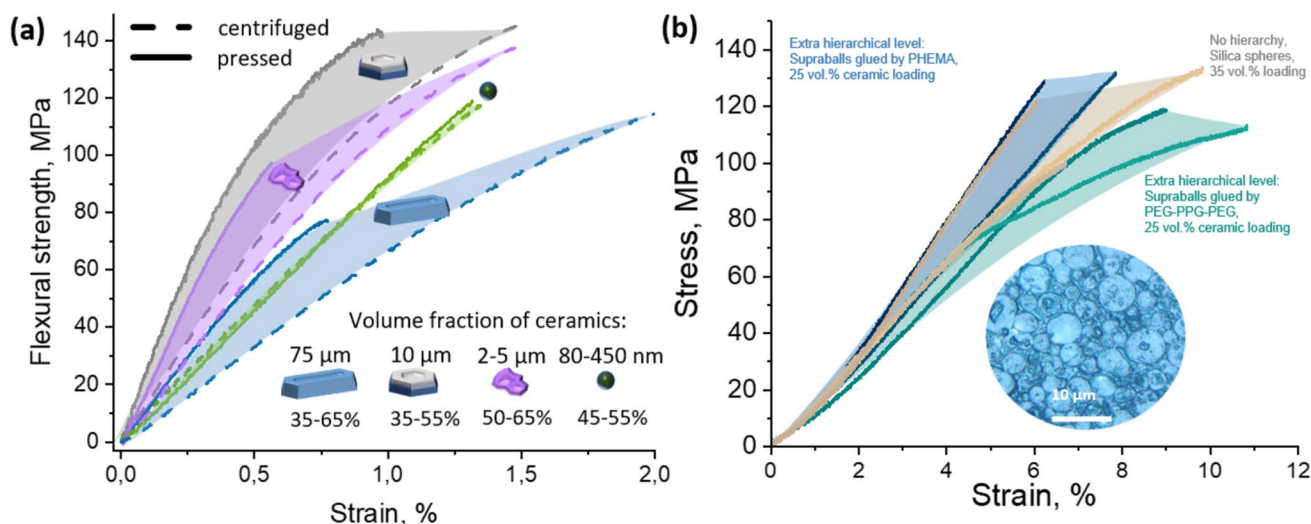 (a)
centrifuged
pressed
Flexural strength, MPa
140
120
100
80
60
40
20
0
0,0
0,5
1,0
1,5
2,0
Strain, %
Volume fraction of ceramics:
75 µm 10 µm 2-5 µm 80-450 nm
35-65% 35-55% 50-65% 45-55%
(b)
Stress, MPa
140
120
100
80
60
40
20
0
0
2
4
6
8
10
12
Strain, %
Extra hierarchical level:
Supraballs glued by PHEMA,
25 vol.% ceramic loading
No hierarchy,
Silica spheres,
35 vol.% loading
Extra hierarchical level:
Supraballs glued by
PEG-PPG-PEG,
25 vol.% ceramic loading
10 µm